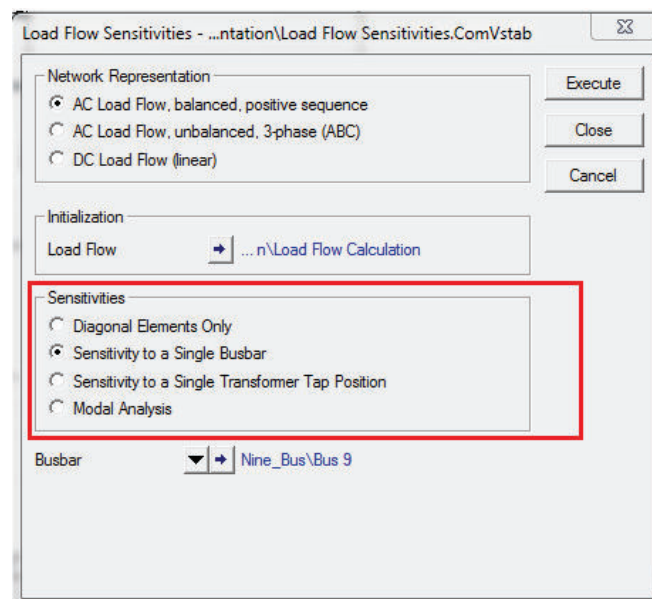 Load Flow Sensitivities - ...ntation\Load Flow Sensitivities.ComVstab
Network Representation
AC Load Flow, balanced, positive sequence
AC Load Flow, unbalanced, 3-phase (ABC)
DC Load Flow (linear)
Execute
Close
Cancel
Initialization
Load Flow ... n\Load Flow Calculation
Sensitivities
Diagonal Elements Only
Sensitivity to a Single Busbar
Sensitivity to a Single Transformer Tap Position
Modal Analysis
Busbar Nine_Bus\Bus 9